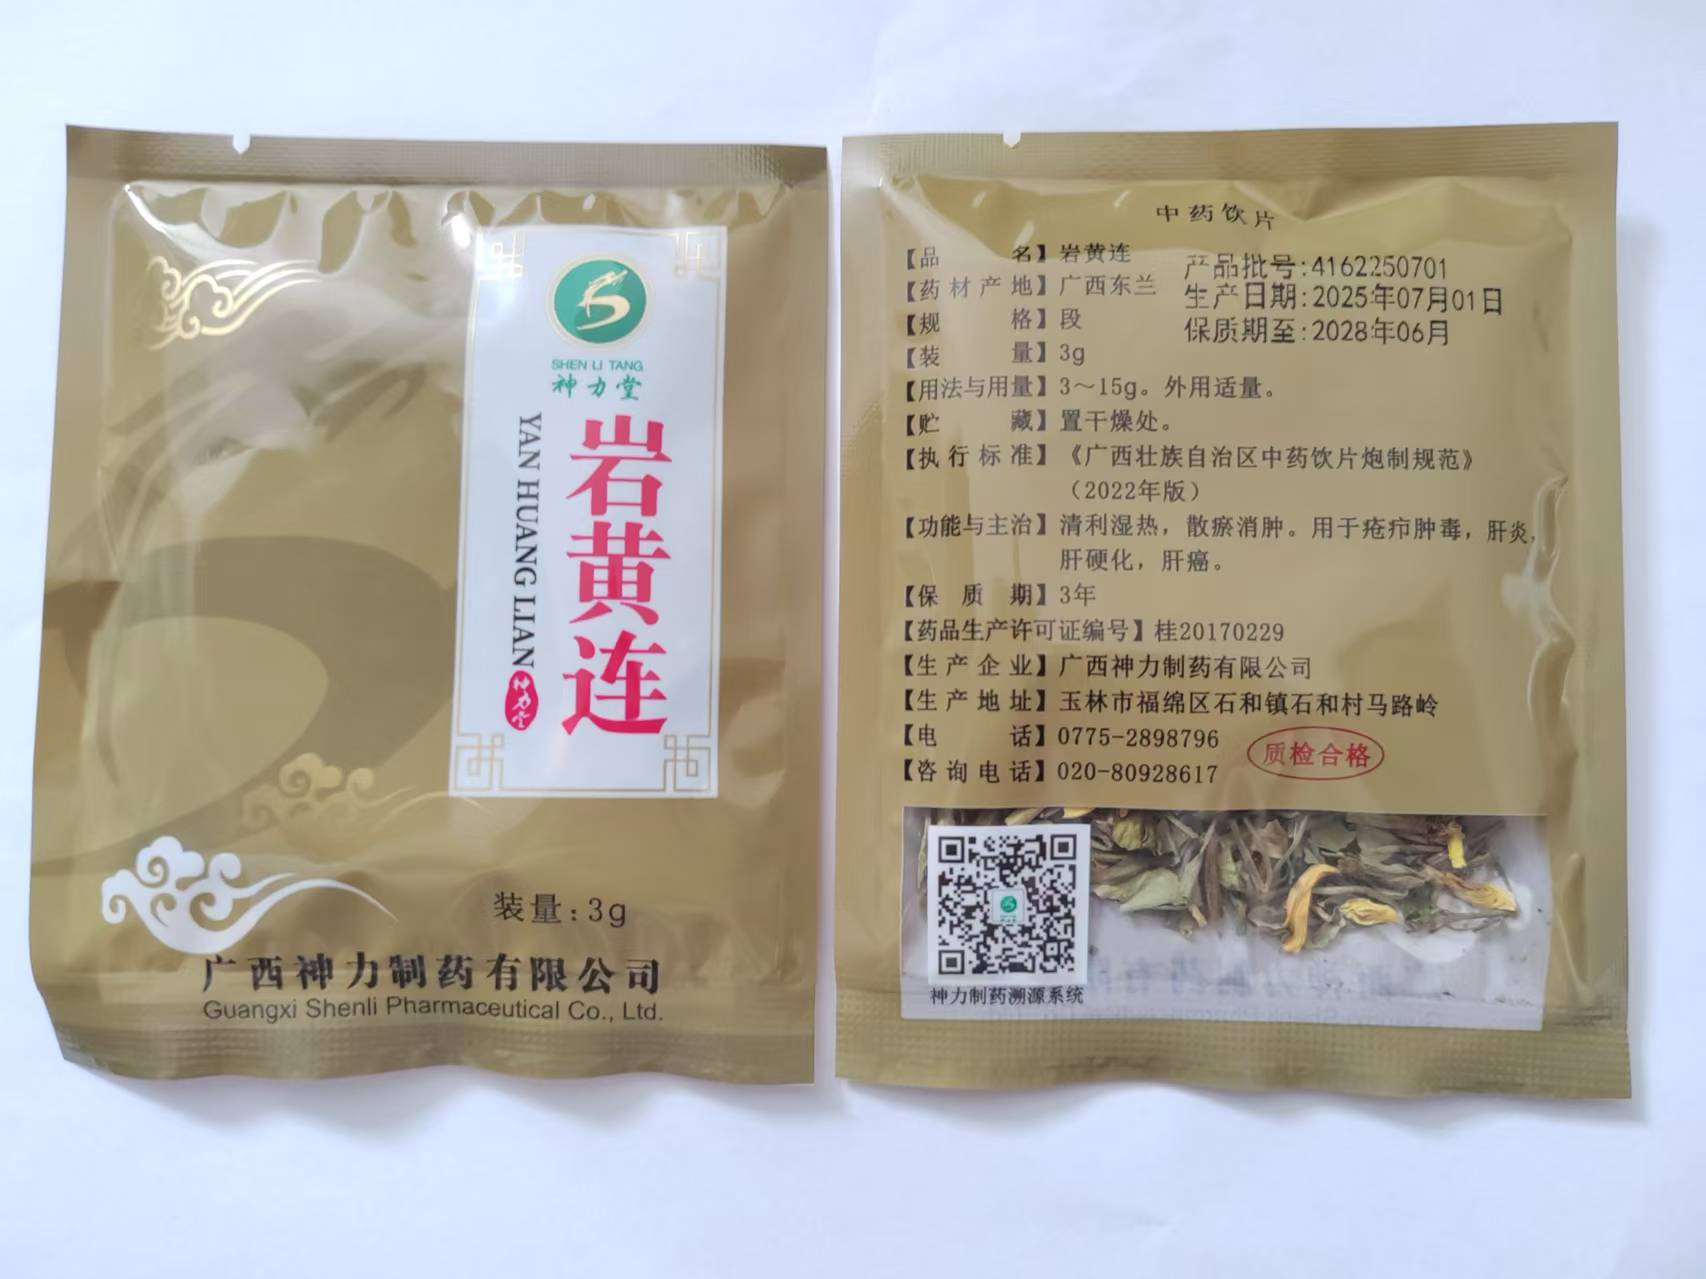 SHEN LI TANG
神力堂
岩黄连
YAN HUANG LIAN
神力堂
装量:3g
广西神力制药有限公司
Guangxi Shenli Pharmaceutical Co., Ltd.
中药饮片
【品名】岩黄连
【药材产地】广西东兰
【规格】段
【装量】3g
产品批号:4162250701
生产日期:2025年07月01日
保质期至:2028年06月
【用法与用量】3～15g。外用适量。
【贮藏】置干燥处。
【执行标准】《广西壮族自治区中药饮片炮制规范》
（2022年版）
【功能与主治】清利湿热，散瘀消肿。用于疮疖肿毒，肝炎，
肝硬化，肝癌。
【保质期】3年
【药品生产许可证编号】桂20170229
【生产企业】广西神力制药有限公司
【生产地址】玉林市福绵区石和镇石和村马路岭
【电话】0775-2898796
【咨询电话】020-80928617
质检合格
神力制药溯源系统